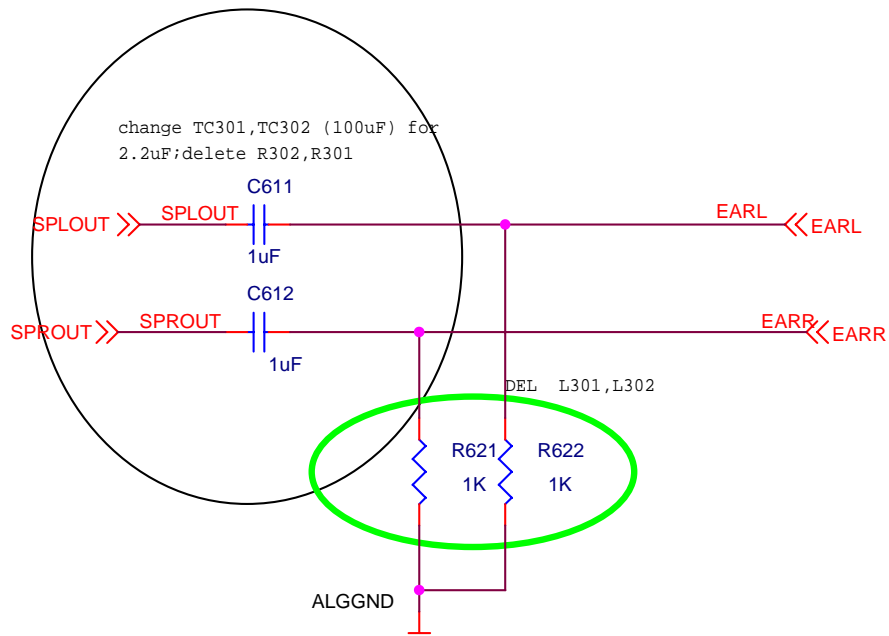 change TC301,TC302 (100uF) for
2.2uF;delete R302,R301
C611
SPLOUT
SPLOUT
EARL
EARL
1uF
C612
SPROUT
SPROUT
EARR
EARR
1uF
DEL L301,L302
R621
R622
1K
1K
ALGGND